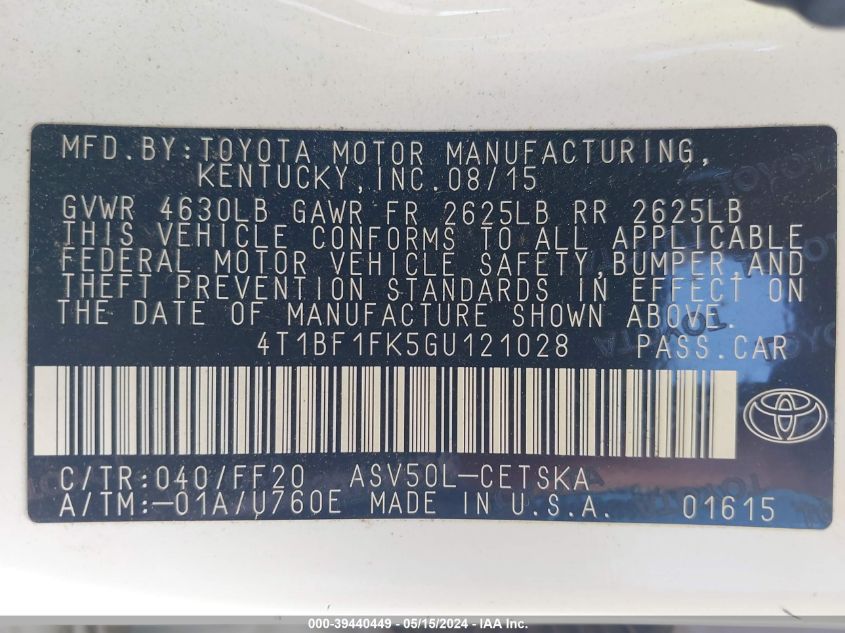 MFD.BY:TOYOTA MOTOR MANUFACTURING,
KENTUCKY,INC.08/15
GVWR 4630LB GAWR FR 2625LB RR 2625LB
THIS VEHICLE CONFORMS TO ALL APPLICABLE
FEDERAL MOTOR VEHICLE SAFETY,BUMPER,AND
THEFT PREVENTION STANDARDS IN EFFECT ON
THE DATE OF MANUFACTURE SHOWN ABOVE.
4T1BF1FK5GU121028 PASS.CAR
C/TR:040/FF20 ASV50L-CETSKA
A/TM:-01A/U760E MADE IN U.S.A. 01615
000-39440449 - 05/15/2024 - IAA Inc.